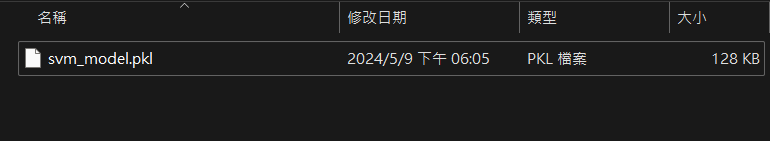 名稱 修改日期 類型 大小
svm_model.pkl 2024/5/9 下午 06:05 PKL 檔案 128 KB